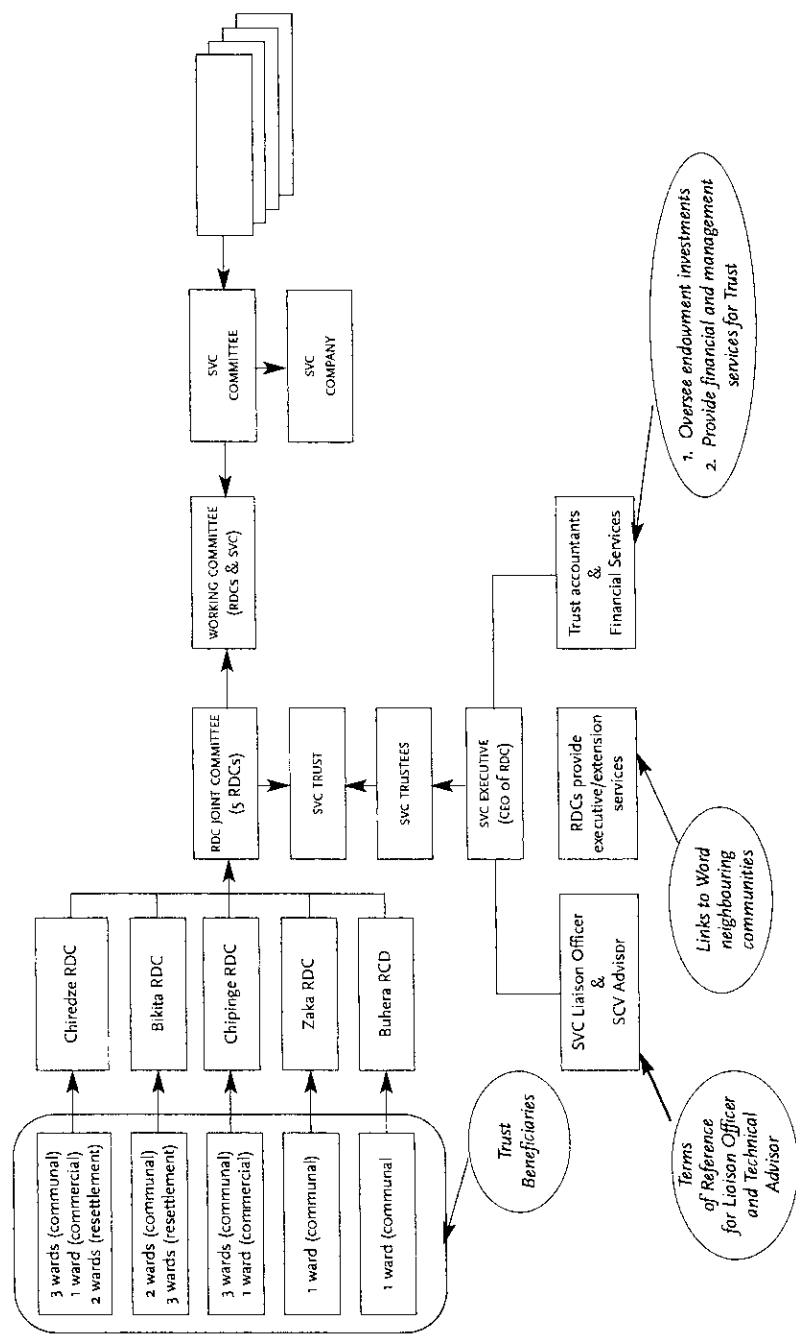 3 wards (communal)
1 ward (commercial)
2 wards (resettlement)
2 wards (communal)
3 wards (resettlement)
3 wards (communal)
1 ward (commercial)
1 ward (communal)
1 ward (communal)
Trust
Beneficiaries
Chiredze RDC
Bikita RDC
Chipinge RDC
Zaka RDC
Buhera RCD
RDC JOINT COMMITTEE
(5 RDCs)
WORKING COMMITTEE
(RDCs & SVC)
SVC
COMMITTEE
SVC
COMPANY
SVC TRUST
SVC TRUSTEES
SVC EXECUTIVE
(CEO of RDC)
SVC Liaison Officer
&
SCV Advisor
RDCs provide
executive/extension
services
Trust accountants
&
Financial Services
Terms
of Reference
for Liaison Officer
and Technical
Advisor
Links to Word
neighbouring
communities
1. Oversee endowment investments
2. Provide financial and management
services for Trust